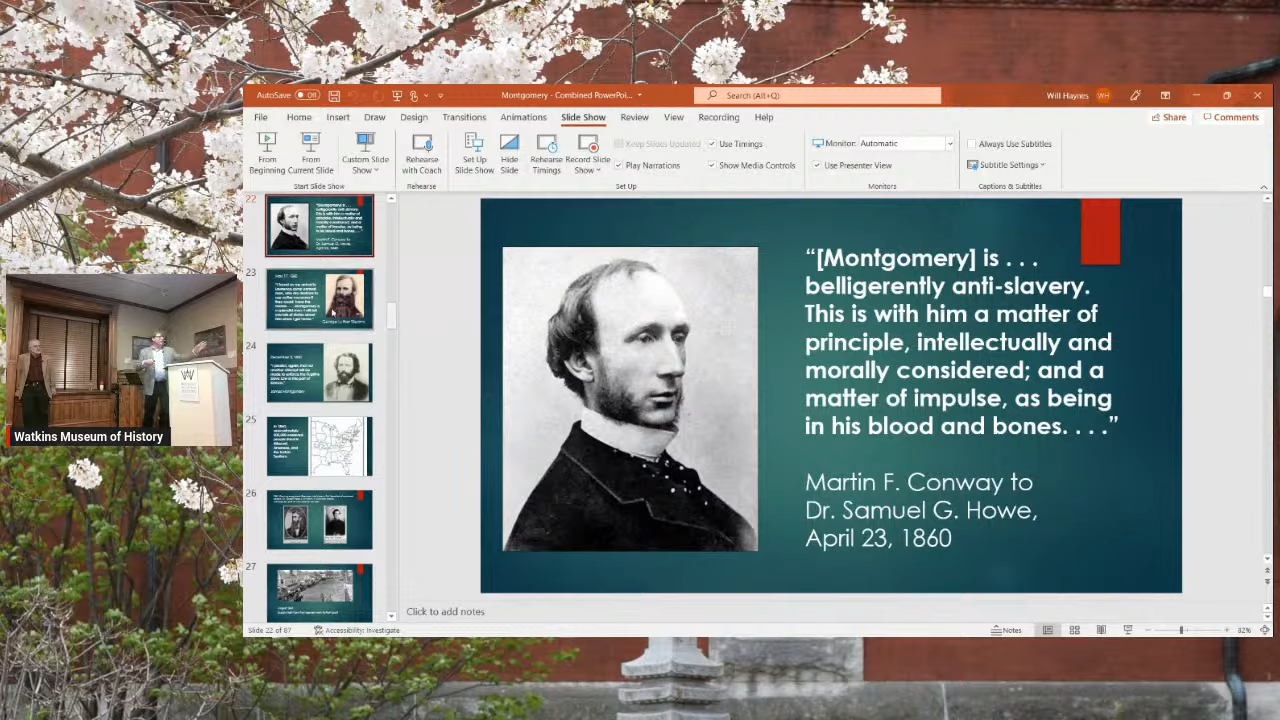 AutoSave Off
Montgomery - Combined PowerPoi...
Search (Alt+Q)
Will Haynes WH
File Home Insert Draw Design Transitions Animations Slide Show Review View Recording Help
Share Comments
From Beginning
From Current Slide
Custom Slide Show
Rehearse with Coach
Set Up Slide Show
Hide Slide
Rehearse Timings
Record Slide Show
Keep Slides Updated
Use Timings
Play Narrations
Show Media Controls
Monitor: Automatic
Use Presenter View
Always Use Subtitles
Subtitle Settings
Start Slide Show
Rehearse
Set Up
Monitors
Captions & Subtitles
22
23
24
25
26
27
Watkins Museum of History
“[Montgomery] is . . .
belligerently anti-slavery.
This is with him a matter of
principle, intellectually and
morally considered; and a
matter of impulse, as being
in his blood and bones. . . .”
Martin F. Conway to
Dr. Samuel G. Howe,
April 23, 1860
Click to add notes
Slide 22 of 87
Accessibility: Investigate
Notes
82%